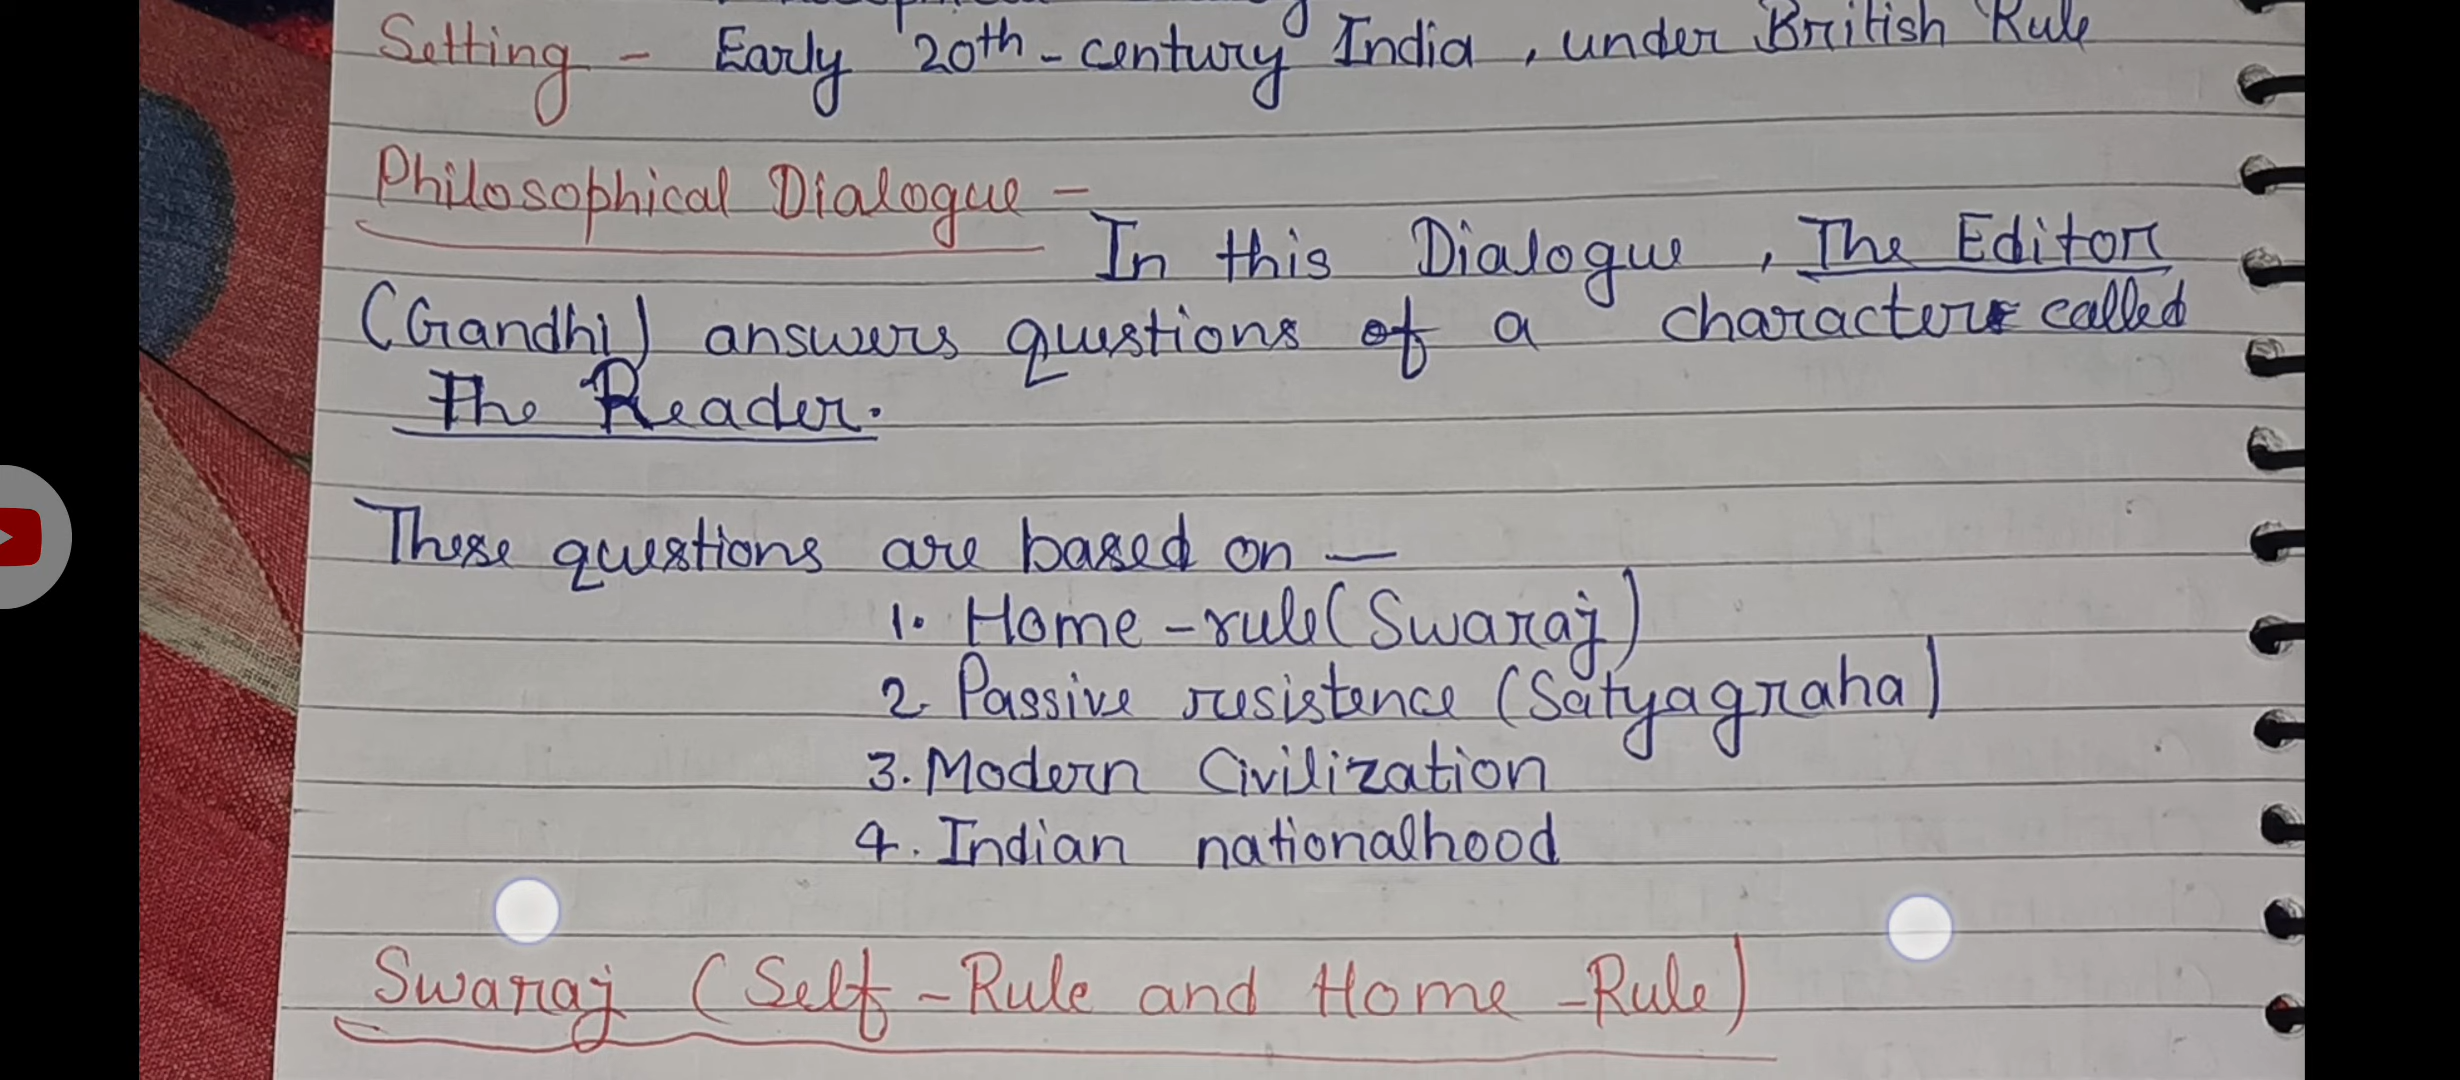 Setting - Early 20th-century India, under British Rule
Philosophical Dialogue -
In this Dialogue, The Editor
(Gandhi) answers questions of a character called
The Reader.
These questions are based on —
1. Home-rule (Swaraj)
2. Passive resistence (Satyagraha)
3. Modern Civilization
4. Indian nationalhood
Swaraj (Self-Rule and Home-Rule)